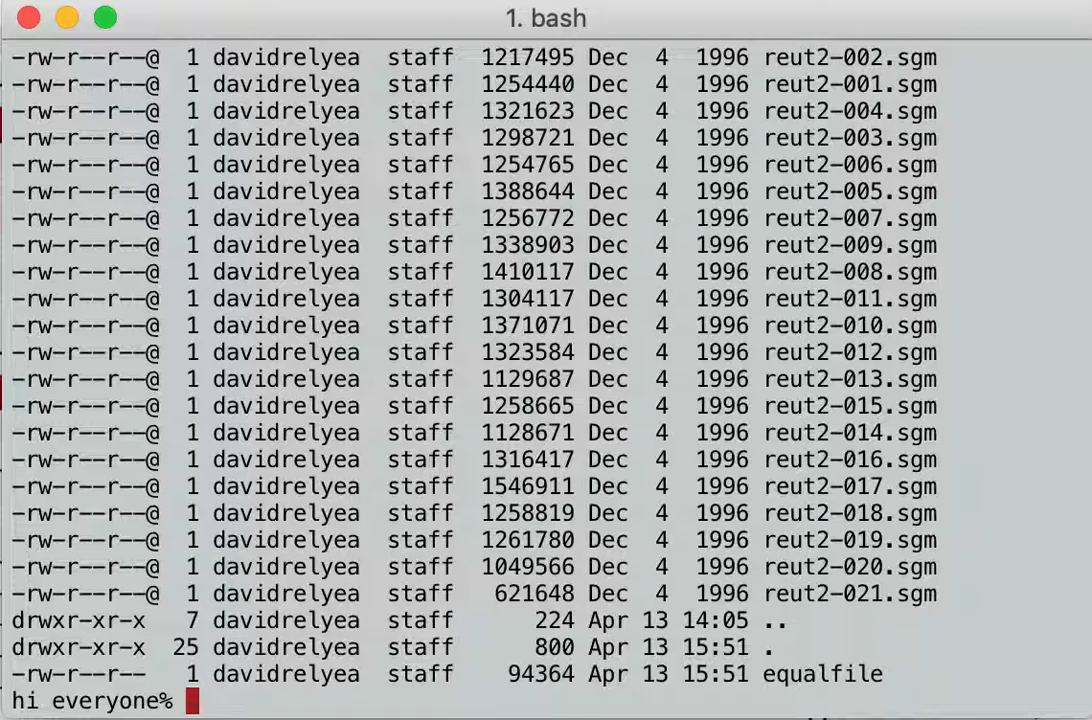 1. bash
-rw-r--r--@  1 davidrelyea  staff  1217495 Dec  4  1996 reut2-002.sgm
-rw-r--r--@  1 davidrelyea  staff  1254440 Dec  4  1996 reut2-001.sgm
-rw-r--r--@  1 davidrelyea  staff  1321623 Dec  4  1996 reut2-004.sgm
-rw-r--r--@  1 davidrelyea  staff  1298721 Dec  4  1996 reut2-003.sgm
-rw-r--r--@  1 davidrelyea  staff  1254765 Dec  4  1996 reut2-006.sgm
-rw-r--r--@  1 davidrelyea  staff  1388644 Dec  4  1996 reut2-005.sgm
-rw-r--r--@  1 davidrelyea  staff  1256772 Dec  4  1996 reut2-007.sgm
-rw-r--r--@  1 davidrelyea  staff  1338903 Dec  4  1996 reut2-009.sgm
-rw-r--r--@  1 davidrelyea  staff  1410117 Dec  4  1996 reut2-008.sgm
-rw-r--r--@  1 davidrelyea  staff  1304117 Dec  4  1996 reut2-011.sgm
-rw-r--r--@  1 davidrelyea  staff  1371071 Dec  4  1996 reut2-010.sgm
-rw-r--r--@  1 davidrelyea  staff  1323584 Dec  4  1996 reut2-012.sgm
-rw-r--r--@  1 davidrelyea  staff  1129687 Dec  4  1996 reut2-013.sgm
-rw-r--r--@  1 davidrelyea  staff  1258665 Dec  4  1996 reut2-015.sgm
-rw-r--r--@  1 davidrelyea  staff  1128671 Dec  4  1996 reut2-014.sgm
-rw-r--r--@  1 davidrelyea  staff  1316417 Dec  4  1996 reut2-016.sgm
-rw-r--r--@  1 davidrelyea  staff  1546911 Dec  4  1996 reut2-017.sgm
-rw-r--r--@  1 davidrelyea  staff  1258819 Dec  4  1996 reut2-018.sgm
-rw-r--r--@  1 davidrelyea  staff  1261780 Dec  4  1996 reut2-019.sgm
-rw-r--r--@  1 davidrelyea  staff  1049566 Dec  4  1996 reut2-020.sgm
-rw-r--r--@  1 davidrelyea  staff   621648 Dec  4  1996 reut2-021.sgm
drwxr-xr-x   7 davidrelyea  staff      224 Apr 13 14:05 ..
drwxr-xr-x  25 davidrelyea  staff      800 Apr 13 15:51 .
-rw-r--r--   1 davidrelyea  staff    94364 Apr 13 15:51 equalfile
hi everyone%